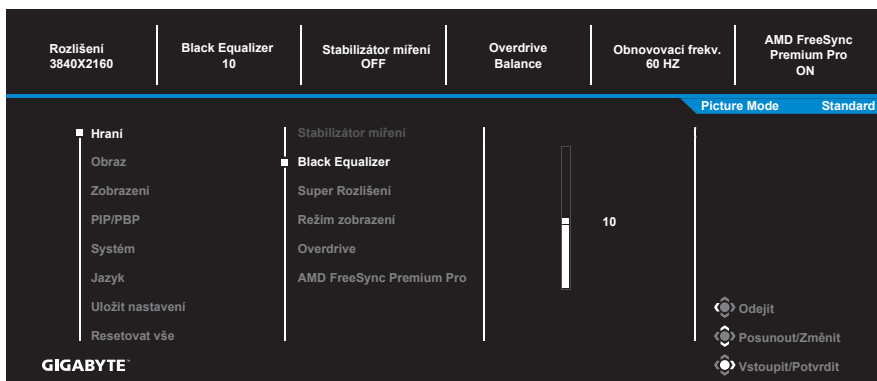 Rozlišení
3840X2160
Black Equalizer
10
Stabilizátor míření
OFF
Overdrive
Balance
Obnovovací frekv.
60 HZ
AMD FreeSync
Premium Pro
ON
Picture Mode Standard
Hraní
Obraz
Zobrazení
PIP/PBP
Systém
Jazyk
Uložit nastavení
Resetovat vše
Stabilizátor míření
Black Equalizer
Super Rozlišení
Režim zobrazení
Overdrive
AMD FreeSync Premium Pro
10
Odejít
Posunout/Změnit
Vstoupit/Potvrdit
GIGABYTE™